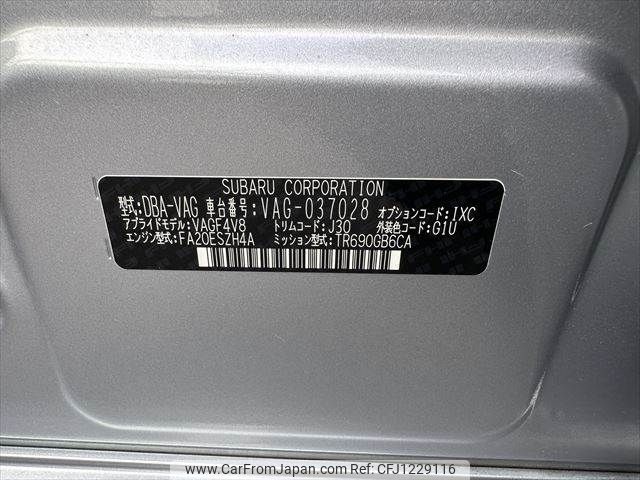 SUBARU CORPORATION
型式:DBA-VAG 車台番号:VAG-037028 オプションコード:IXC
アプライドモデル:VAGF4V8 トリムコード:J30 外装色コード:G1U
エンジン型式:FA20ESZH4A ミッション型式:TR690GB6CA
www.CarFromJapan.com - CFJ1229116